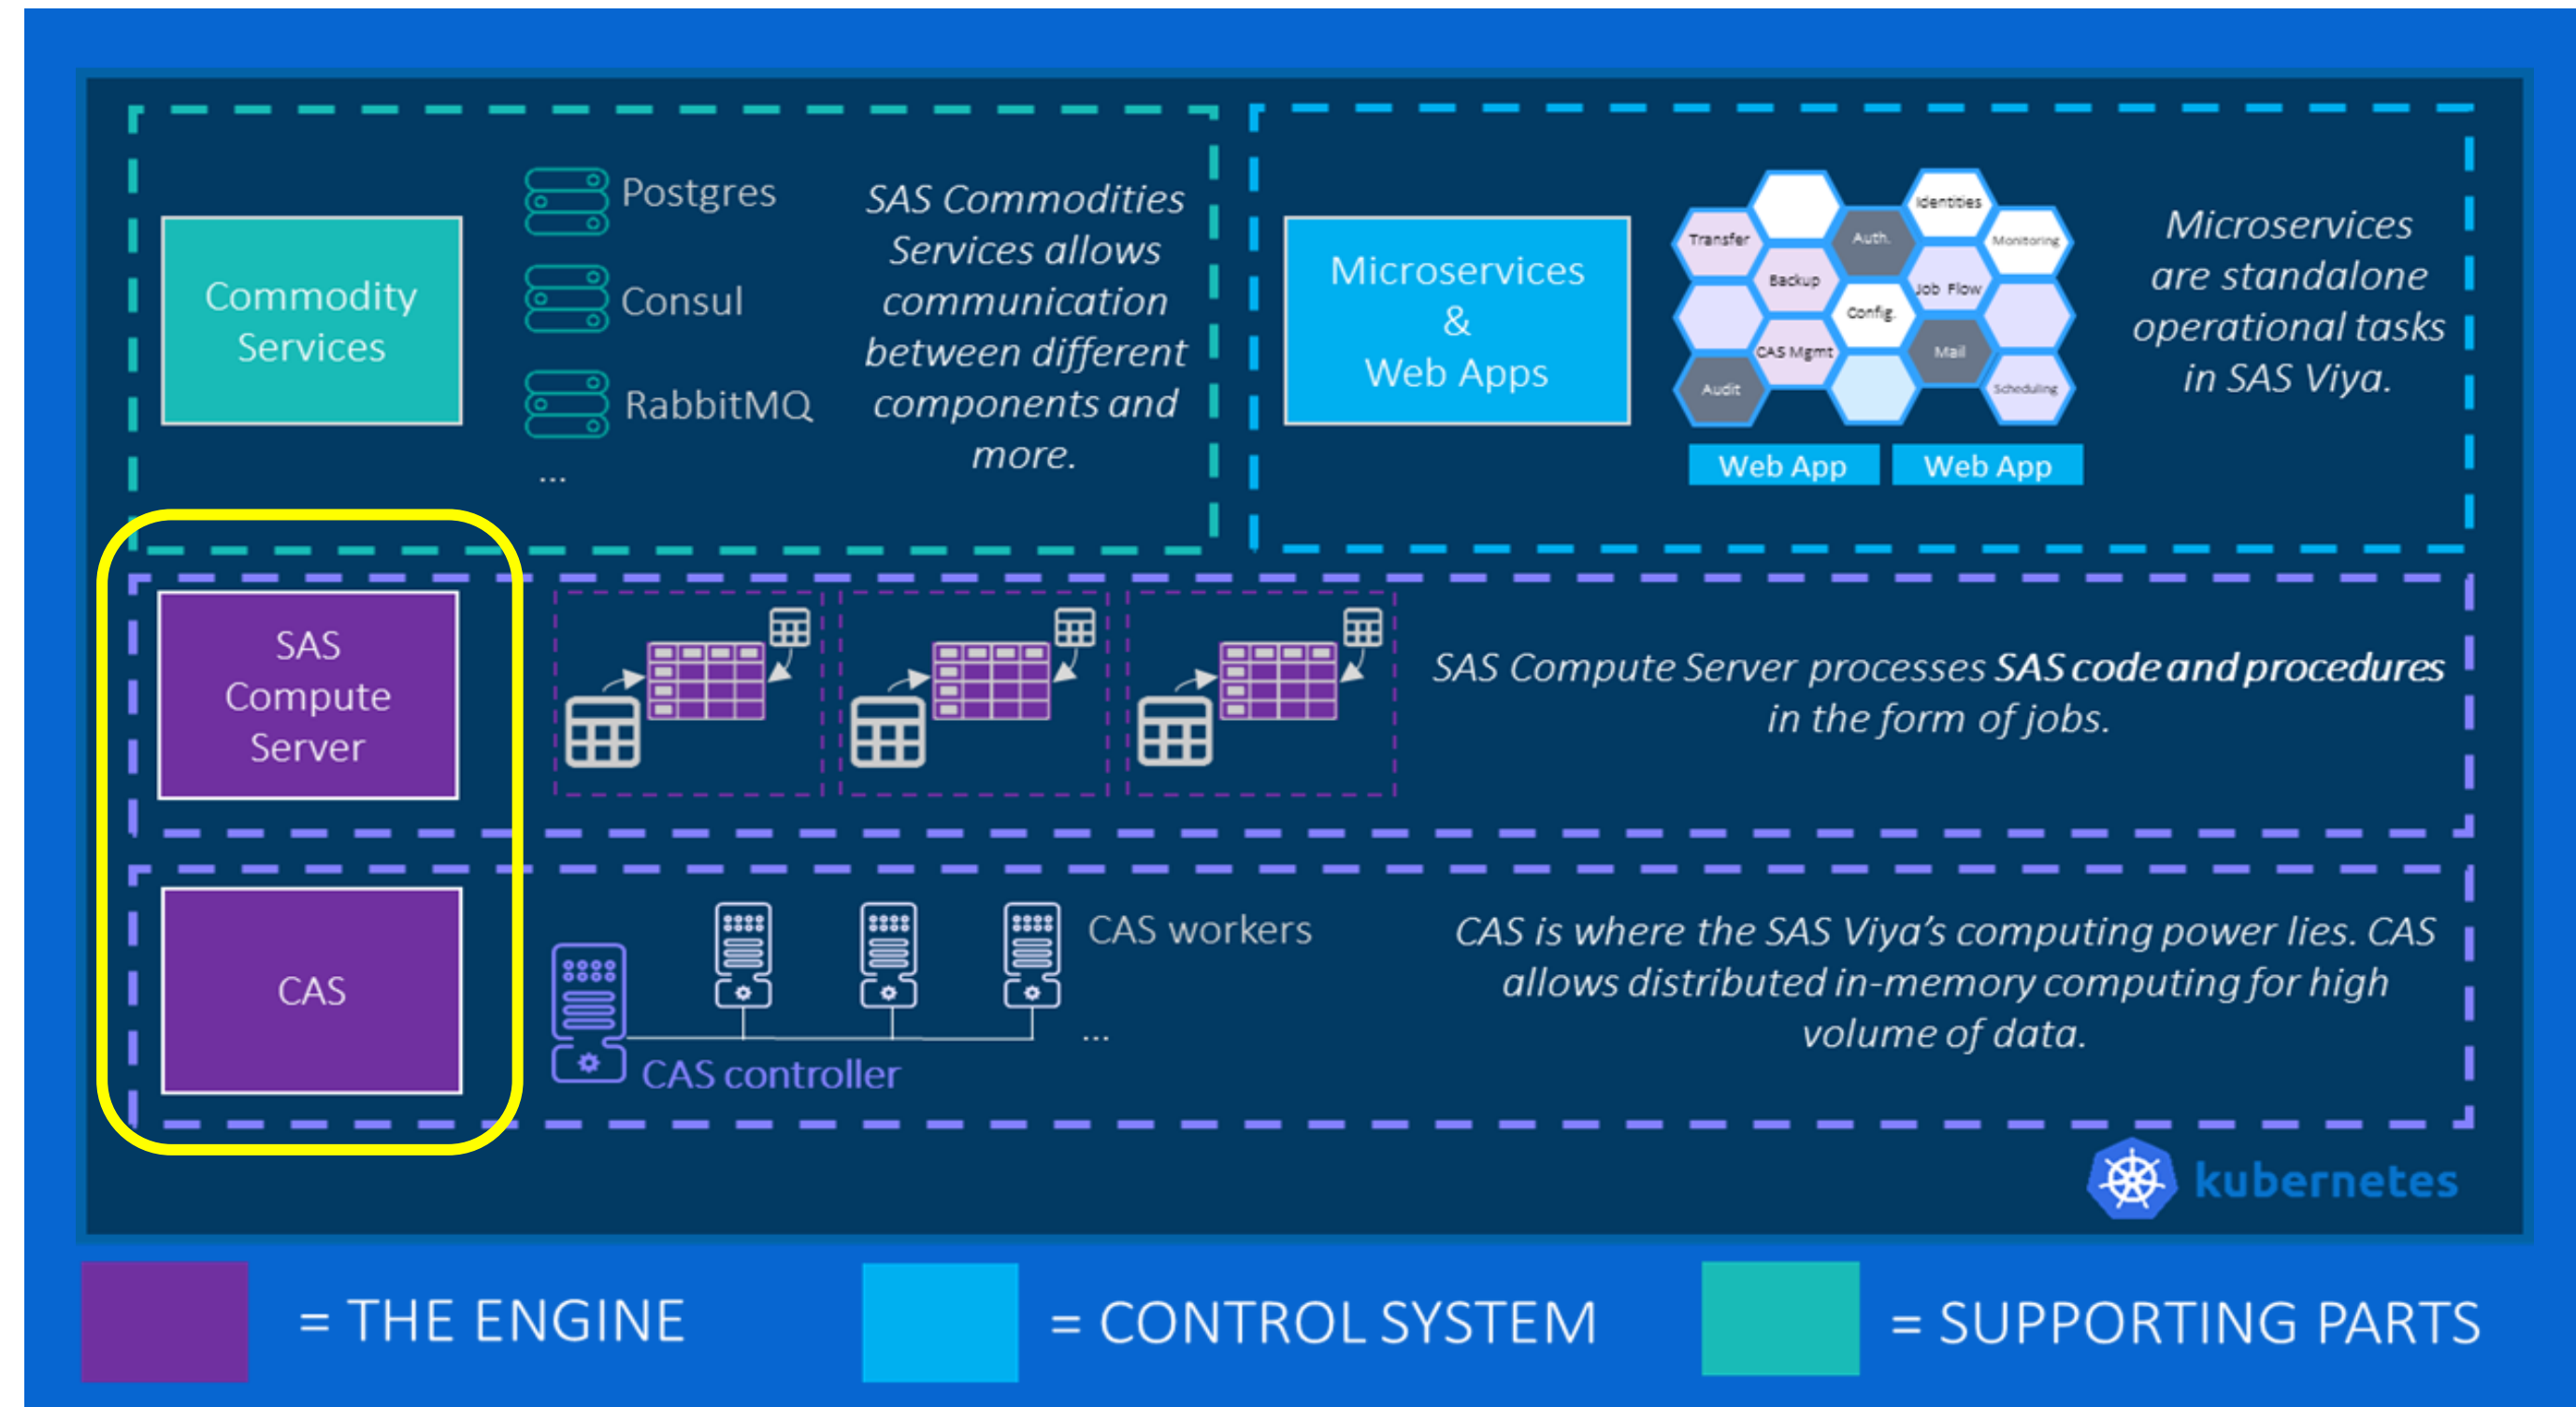 Commodity
Services
Postgres
Consul
RabbitMQ
...
SAS Commodities
Services allows
communication
between different
components and
more.
Microservices
&
Web Apps
Identities
Transfer
Auth.
Monitoring
Backup
Job Flow
Config.
CAS Mgmt
Mail
Audit
Scheduling
Web App
Web App
Microservices
are standalone
operational tasks
in SAS Viya.
SAS
Compute
Server
SAS Compute Server processes SAS code and procedures
in the form of jobs.
CAS
CAS workers
...
CAS controller
CAS is where the SAS Viya's computing power lies. CAS
allows distributed in-memory computing for high
volume of data.
kubernetes
= THE ENGINE
= CONTROL SYSTEM
= SUPPORTING PARTS